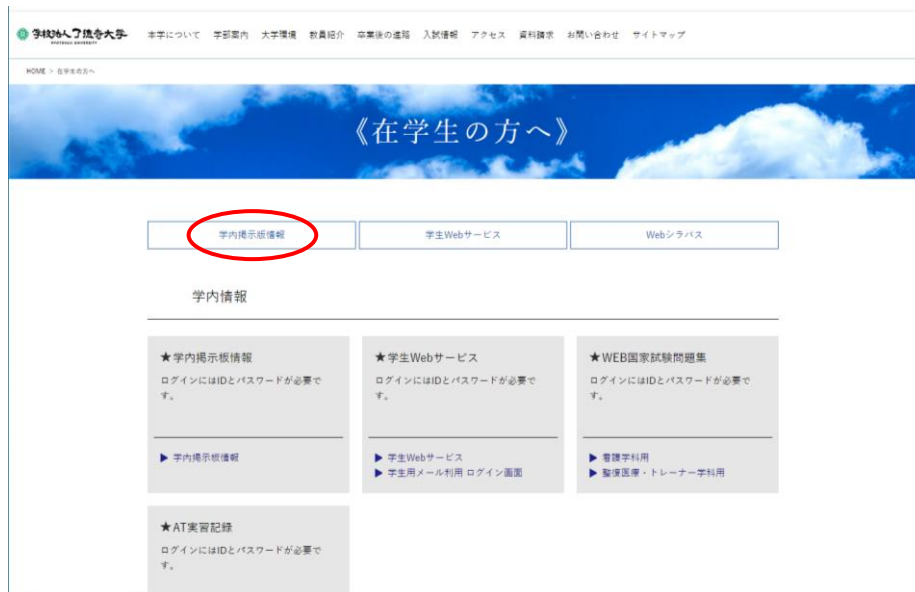 学校法人了徳寺大学
RYOTOKUJI UNIVERSITY
本学について 学部案内 大学環境 教員紹介 卒業後の進路 入試情報 アクセス 資料請求 お問い合わせ サイトマップ
HOME > 在学生の方へ
《在学生の方へ》
学内掲示版情報 学生Webサービス Webシラバス
学内情報
★学内掲示板情報
ログインにはIDとパスワードが必要で
す。
▶ 学内掲示板情報
★学生Webサービス
ログインにはIDとパスワードが必要で
す。
▶ 学生Webサービス
▶ 学生用メール利用 ログイン画面
★WEB国家試験問題集
ログインにはIDとパスワードが必要で
す。
▶ 看護学科用
▶ 整復医療・トレーナー学科用
★AT実習記録
ログインにはIDとパスワードが必要で
す。